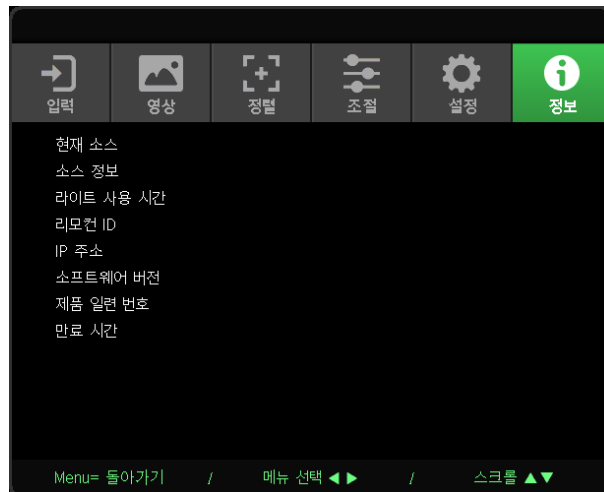 입력 영상 정렬 조절 설정 정보
현재 소스
소스 정보
라이트 사용 시간
리모컨 ID
IP 주소
소프트웨어 버전
제품 일련 번호
만료 시간
Menu= 돌아가기 / 메뉴 선택 ◀ ▶ / 스크롤 ▲▼